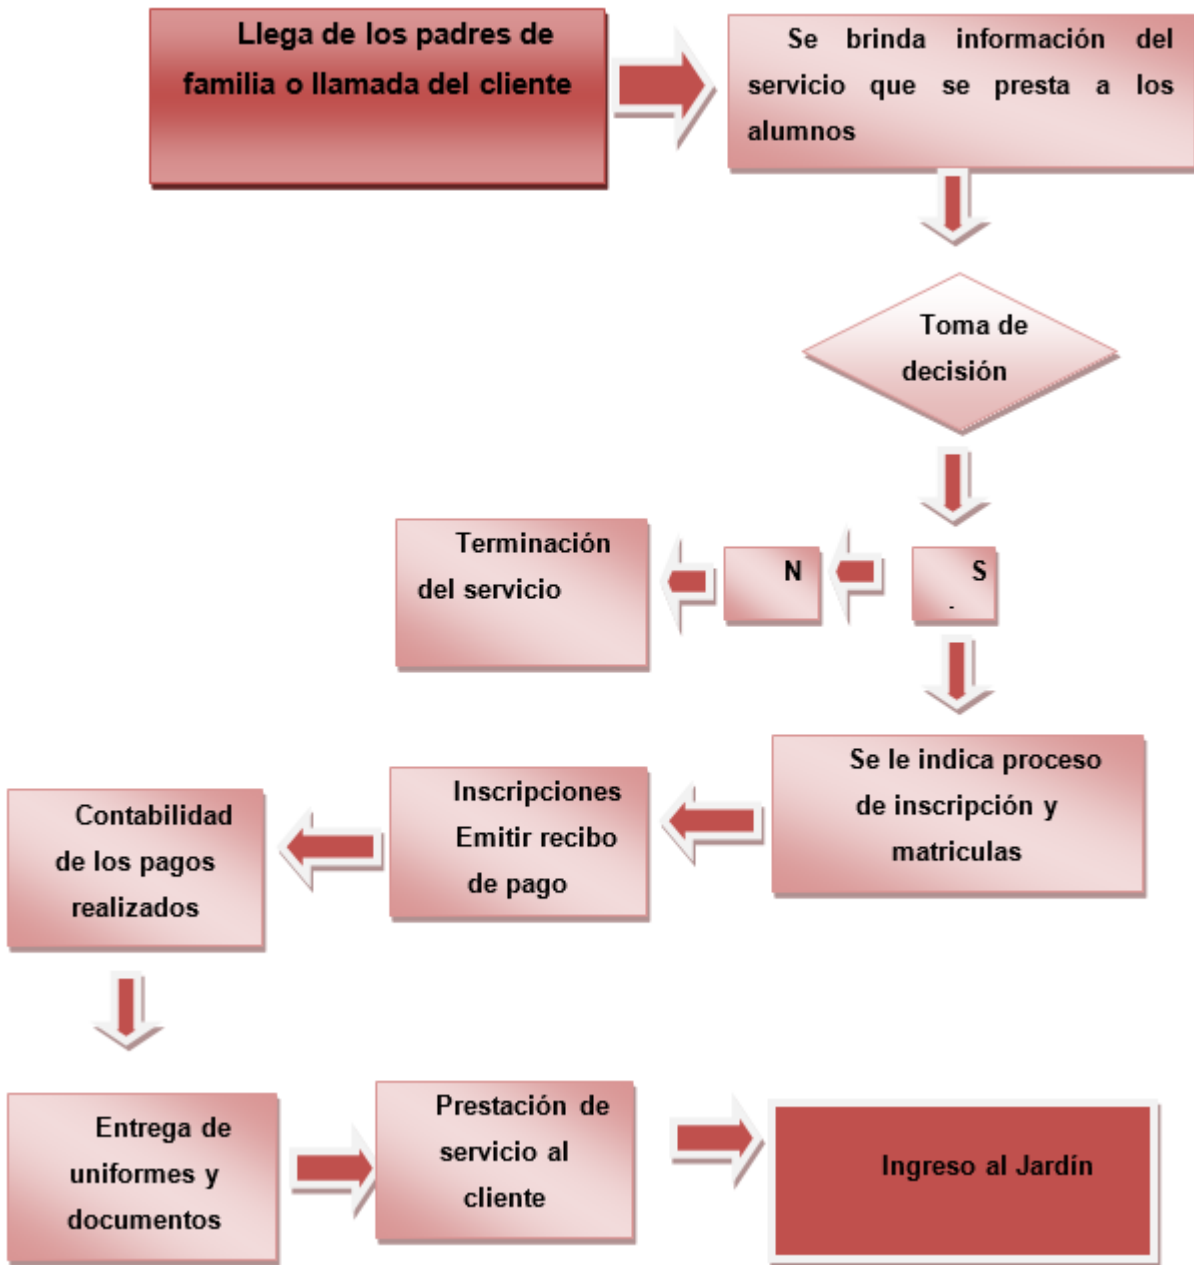 Llega de los padres de
familia o llamada del cliente
Se brinda información del
servicio que se presta a los
alumnos
Toma de
decisión
S
N
Terminación
del servicio
Se le indica proceso
de inscripción y
matriculas
Inscripciones
Emitir recibo
de pago
Contabilidad
de los pagos
realizados
Entrega de
uniformes y
documentos
Prestación de
servicio al
cliente
Ingreso al Jardín